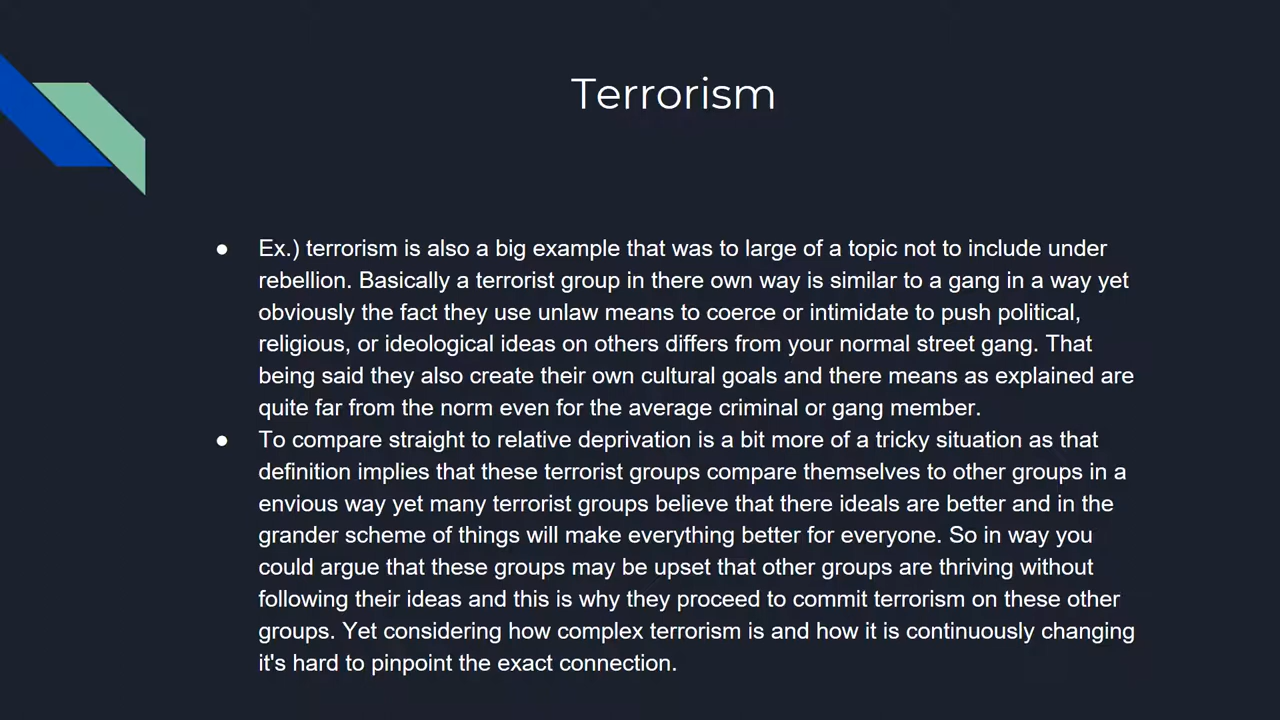 Terrorism
● Ex.) terrorism is also a big example that was to large of a topic not to include under
rebellion. Basically a terrorist group in there own way is similar to a gang in a way yet
obviously the fact they use unlaw means to coerce or intimidate to push political,
religious, or ideological ideas on others differs from your normal street gang. That
being said they also create their own cultural goals and there means as explained are
quite far from the norm even for the average criminal or gang member.
● To compare straight to relative deprivation is a bit more of a tricky situation as that
definition implies that these terrorist groups compare themselves to other groups in a
envious way yet many terrorist groups believe that there ideals are better and in the
grander scheme of things will make everything better for everyone. So in way you
could argue that these groups may be upset that other groups are thriving without
following their ideas and this is why they proceed to commit terrorism on these other
groups. Yet considering how complex terrorism is and how it is continuously changing
it's hard to pinpoint the exact connection.